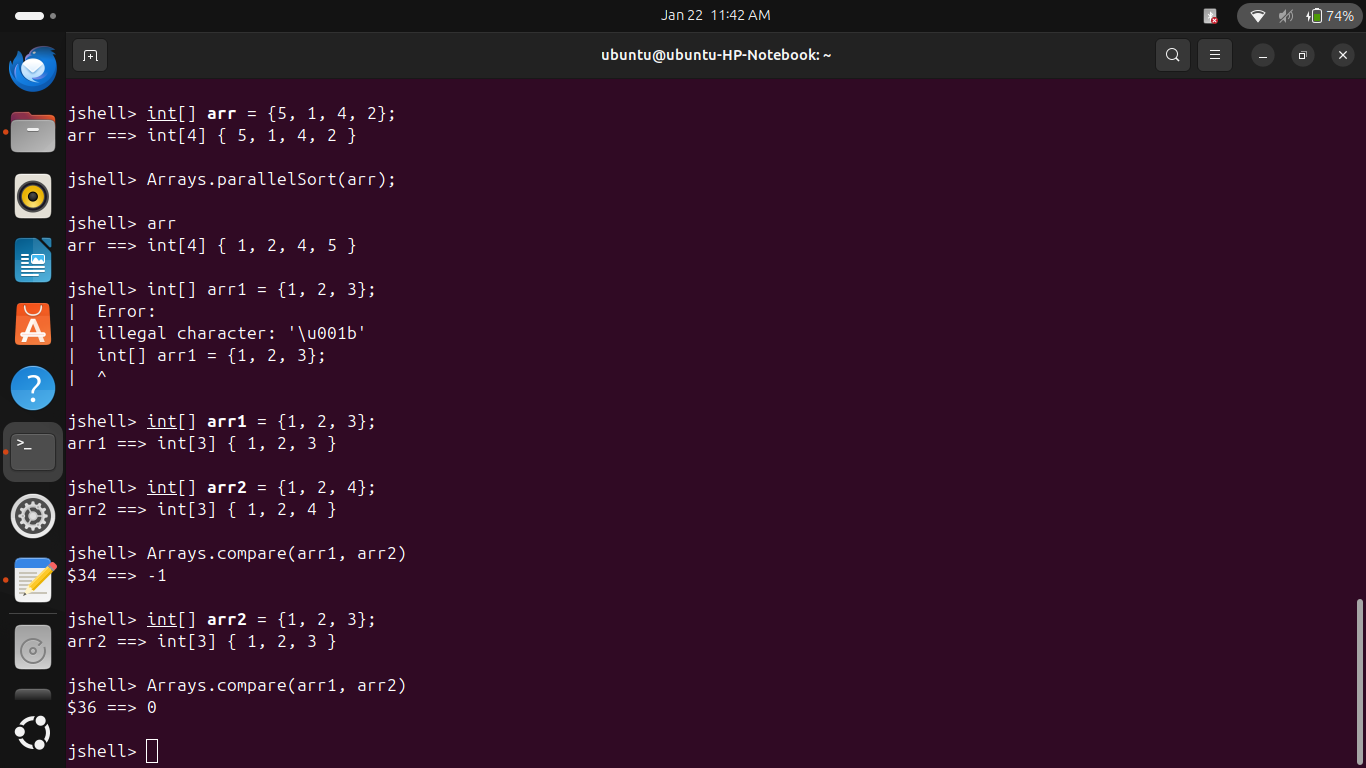 Jan 22 11:42 AM
74%
ubuntu@ubuntu-HP-Notebook: ~
jshell> int[] arr = {5, 1, 4, 2};
arr ==> int[4] { 5, 1, 4, 2 }
jshell> Arrays.parallelSort(arr);
jshell> arr
arr ==> int[4] { 1, 2, 4, 5 }
jshell> int[] arr1 = {1, 2, 3};
|  Error:
|  illegal character: '\u001b'
|  int[] arr1 = {1, 2, 3};
|  ^
jshell> int[] arr1 = {1, 2, 3};
arr1 ==> int[3] { 1, 2, 3 }
jshell> int[] arr2 = {1, 2, 4};
arr2 ==> int[3] { 1, 2, 4 }
jshell> Arrays.compare(arr1, arr2)
$34 ==> -1
jshell> int[] arr2 = {1, 2, 3};
arr2 ==> int[3] { 1, 2, 3 }
jshell> Arrays.compare(arr1, arr2)
$36 ==> 0
jshell>